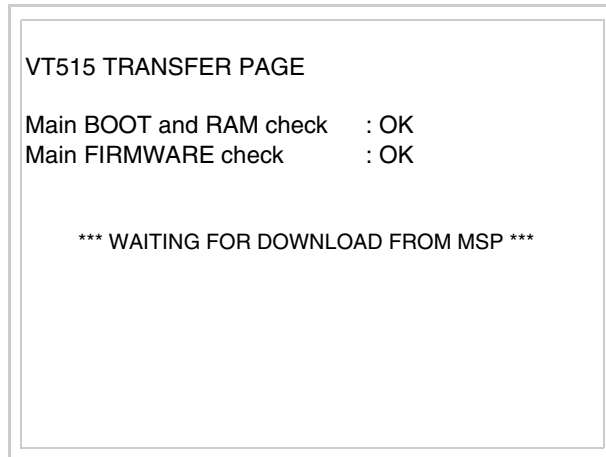 VT515 TRANSFER PAGE
Main BOOT and RAM check : OK
Main FIRMWARE check : OK
*** WAITING FOR DOWNLOAD FROM MSP ***